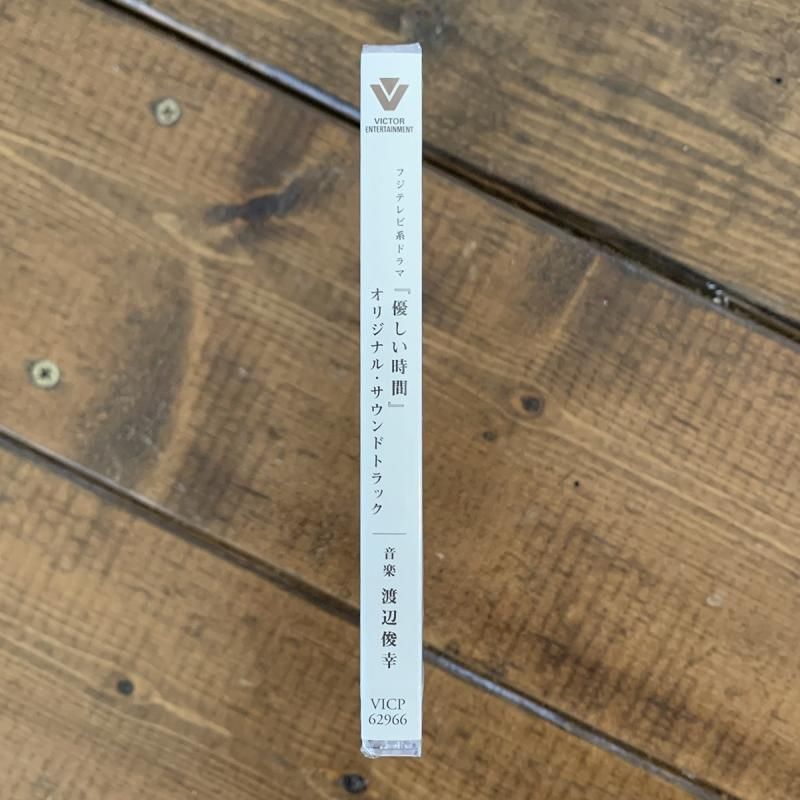 VICTOR
ENTERTAINMENT
フジテレビ系ドラマ
『優しい時間』
オリジナル・サウンドトラック
音楽 渡辺俊幸
VICP
62966